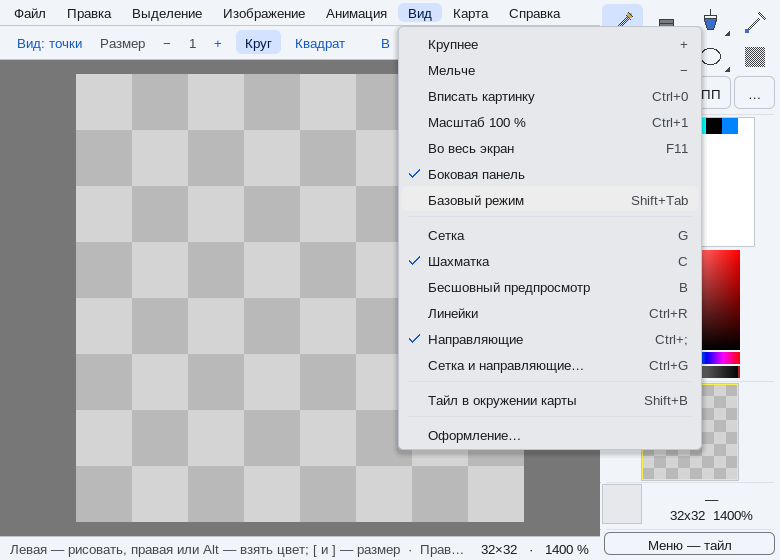 Файл Правка Выделение Изображение Анимация Вид Карта Справка
Вид: точки Размер − 1 + Круг Квадрат В
Крупнее +
Мельче −
Вписать картинку Ctrl+0
Масштаб 100 % Ctrl+1
Во весь экран F11
Боковая панель
Базовый режим Shift+Tab
Сетка G
Шахматка C
Бесшовный предпросмотр B
Линейки Ctrl+R
Направляющие Ctrl+;
Сетка и направляющие… Ctrl+G
Тайл в окружении карты Shift+B
Оформление…
ПП …
—
32x32 1400%
Меню — тайл
Левая — рисовать, правая или Alt — взять цвет; [ и ] — размер · Прав… 32×32 · 1400 %